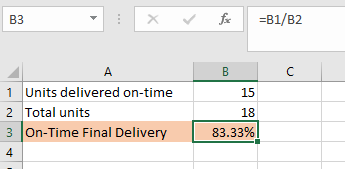 B3 fx =B1/B2
A B C
1 Units delivered on-time 15
2 Total units 18
3 On-Time Final Delivery 83.33%
4